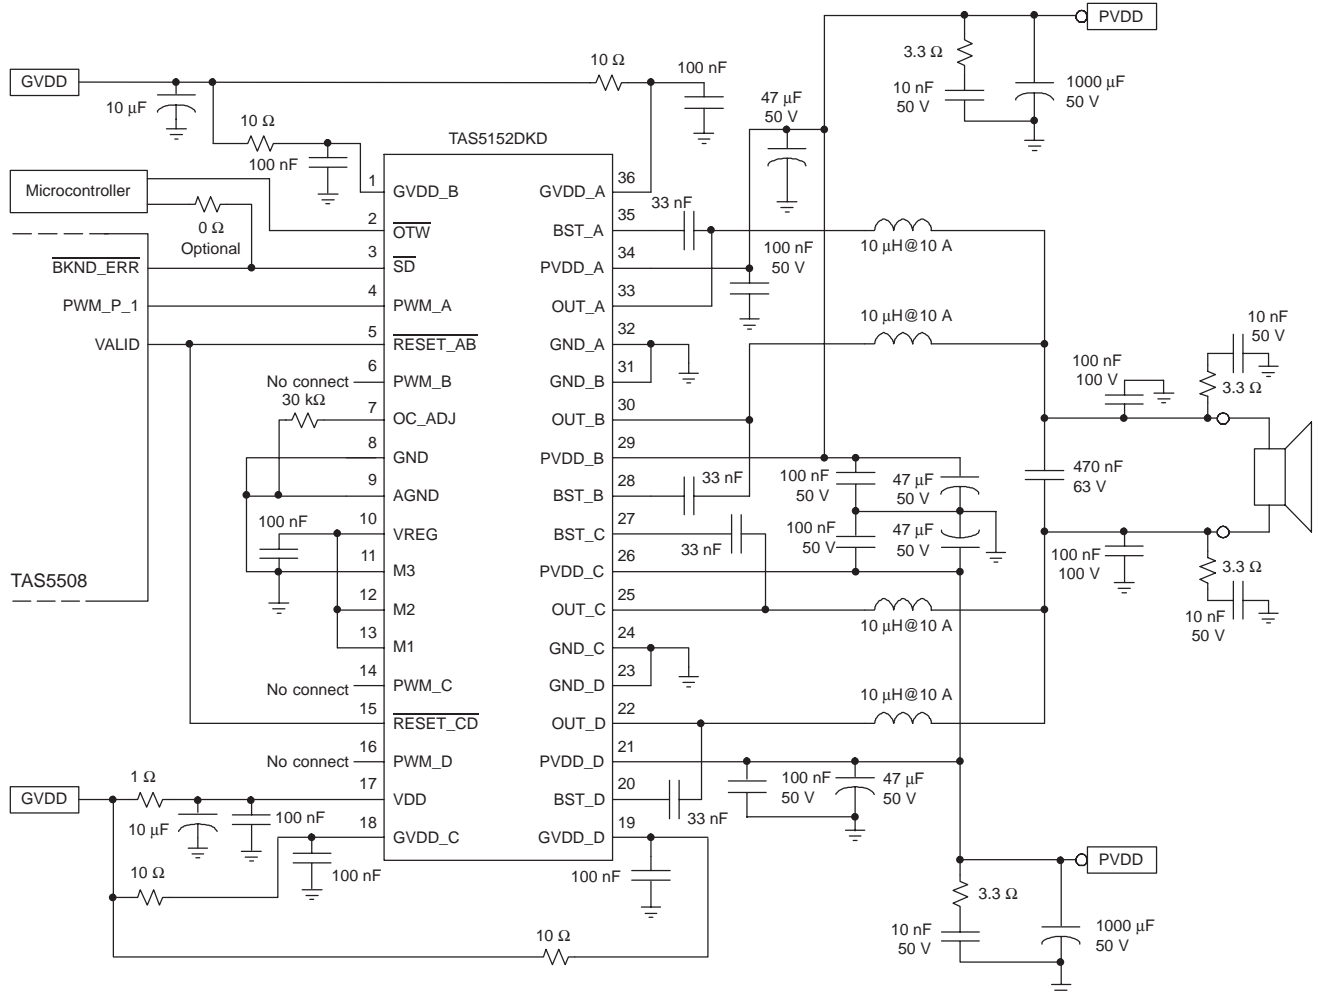 PVDD
3.3 Ω
10 nF
50 V
1000 µF
50 V
GVDD
10 µF
10 Ω
100 nF
10 Ω
100 nF
47 µF
50 V
TAS5152DKD
Microcontroller
0 Ω
Optional
BKND_ERR
PWM_P_1
VALID
TAS5508
1
GVDD_B
2
OTW
3
SD
4
PWM_A
5
RESET_AB
6
No connect
PWM_B
30 kΩ
7
OC_ADJ
8
GND
9
AGND
100 nF
10
VREG
11
M3
12
M2
13
M1
14
No connect
PWM_C
15
RESET_CD
16
No connect
PWM_D
17
VDD
18
GVDD_C
36
GVDD_A
35
BST_A
34
PVDD_A
33
OUT_A
32
GND_A
31
GND_B
30
OUT_B
29
PVDD_B
28
BST_B
27
BST_C
26
PVDD_C
25
OUT_C
24
GND_C
23
GND_D
22
OUT_D
21
PVDD_D
20
BST_D
19
GVDD_D
33 nF
100 nF
50 V
10 µH@10 A
10 µH@10 A
33 nF
33 nF
100 nF
50 V
47 µF
50 V
100 nF
50 V
47 µF
50 V
10 µH@10 A
10 µH@10 A
100 nF
100 V
10 nF
50 V
3.3 Ω
470 nF
63 V
100 nF
100 V
3.3 Ω
10 nF
50 V
100 nF
50 V
47 µF
50 V
33 nF
GVDD
1 Ω
10 µF
100 nF
10 Ω
100 nF
100 nF
10 Ω
PVDD
3.3 Ω
10 nF
50 V
1000 µF
50 V